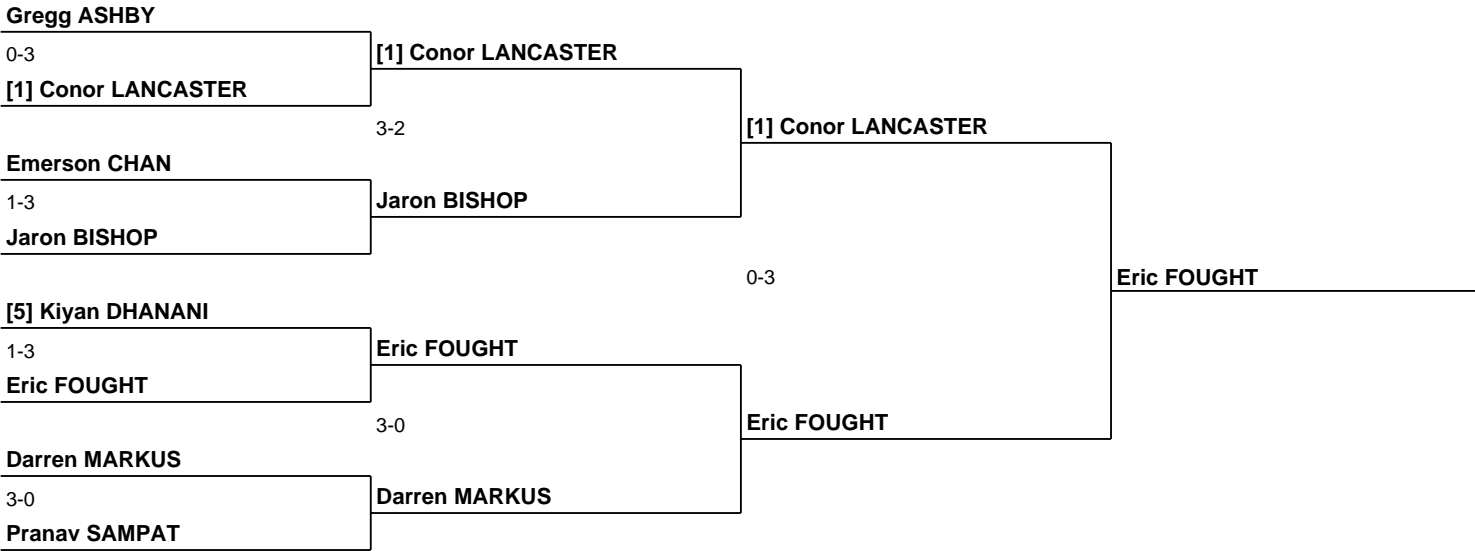 Gregg ASHBY
0-3
[1] Conor LANCASTER
[1] Conor LANCASTER
3-2
[1] Conor LANCASTER
Emerson CHAN
1-3
Jaron BISHOP
Jaron BISHOP
0-3
Eric FOUGHT
[5] Kiyan DHANANI
1-3
Eric FOUGHT
Eric FOUGHT
3-0
Eric FOUGHT
Darren MARKUS
3-0
Darren MARKUS
Pranav SAMPAT